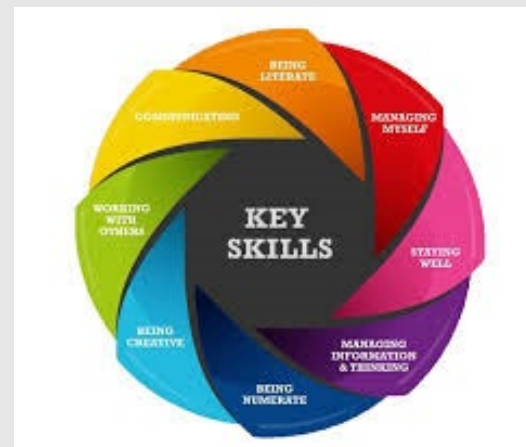 KEY
SKILLS
BEING
LITERATE
MANAGING
MYSELF
STAYING
WELL
MANAGING
INFORMATION
& THINKING
BEING
NUMERATE
BEING
CREATIVE
WORKING
WITH
OTHERS
COMMUNICATING